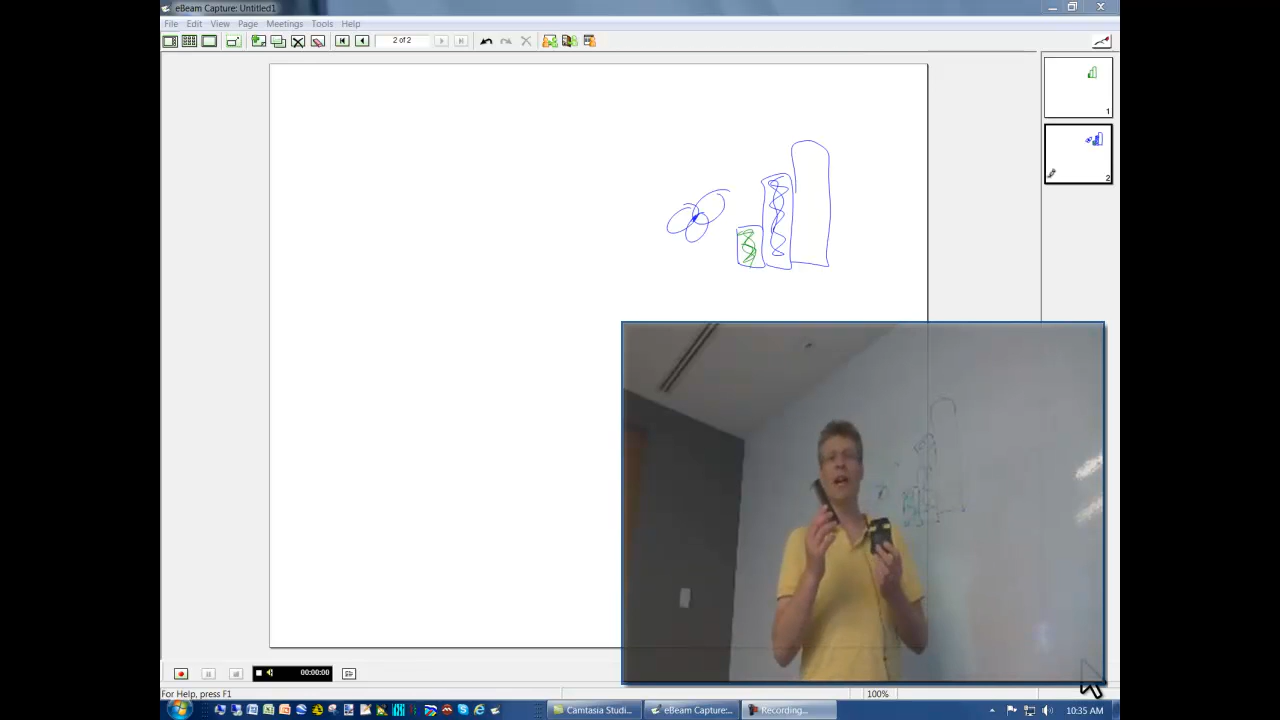 eBeam Capture: Untitled1
File Edit View Page Meetings Tools Help
2 of 2
1
2
00:00:00
For Help, press F1
100%
Camtasia Studi...
eBeam Capture:...
Recording...
10:35 AM